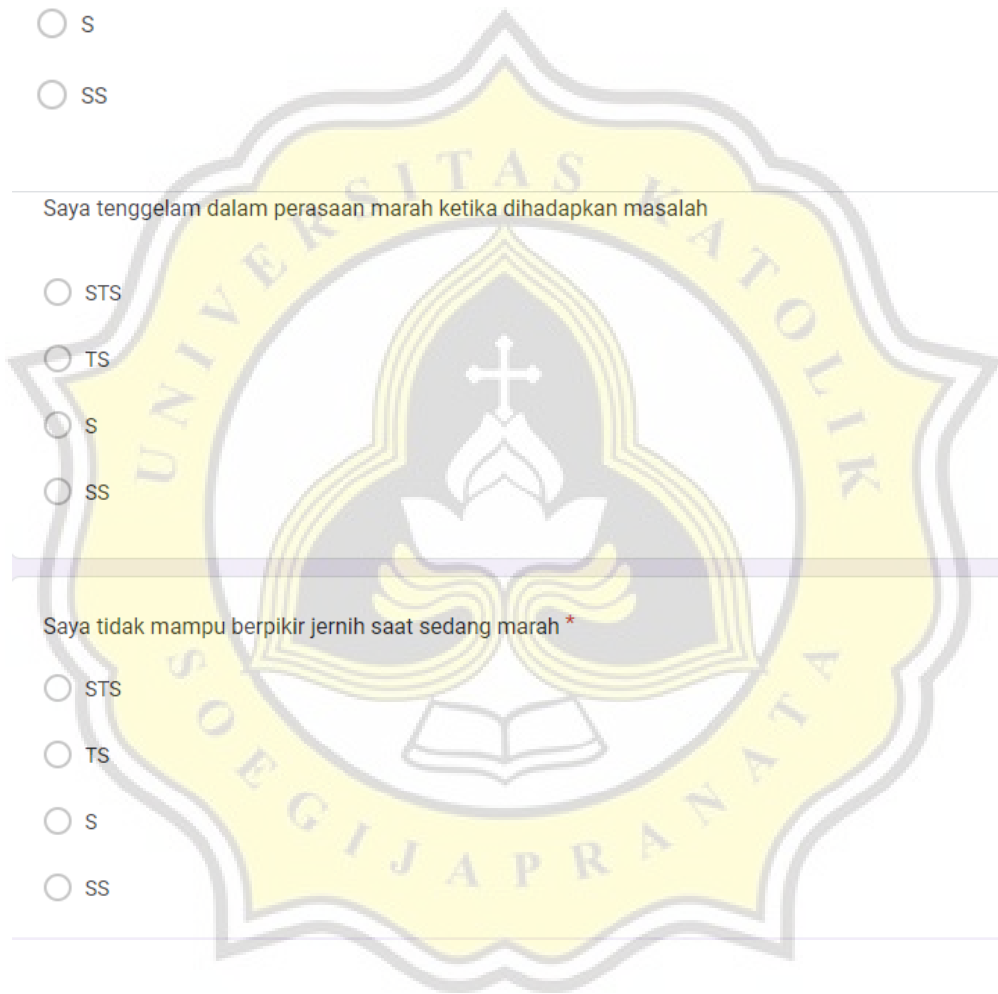 S
SS
UNIVERSITAS KATOLIK
Saya tenggelam dalam perasaan marah ketika dihadapkan masalah
STS
TS
S
SS
Saya tidak mampu berpikir jernih saat sedang marah *
STS
TS
S
SS
SOEGIJAPRANATA